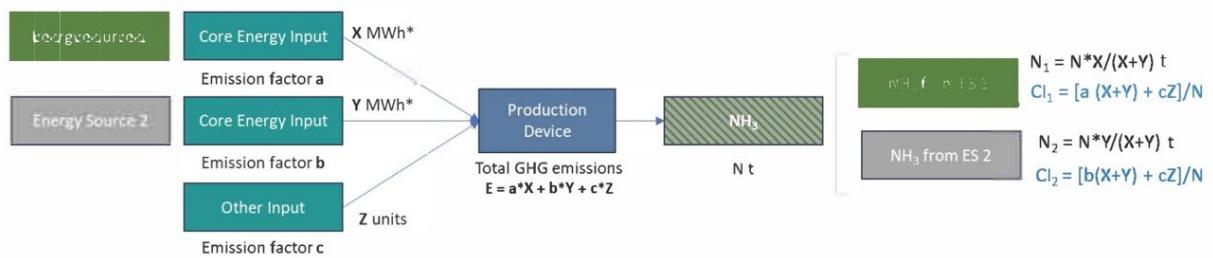 Core Energy Input
X MWh*
Emission factor a
Energy Source 2
Core Energy Input
Y MWh*
Emission factor b
Other Input
Z units
Emission factor c
Production
Device
Total GHG emissions
E = a*X + b*Y + c*Z
NH₃
N t
N₁ = N*X/(X+Y) t
CI₁ = [a (X+Y) + cZ]/N
NH₃ from ES 2
N₂ = N*Y/(X+Y) t
CI₂ = [b(X+Y) + cZ]/N